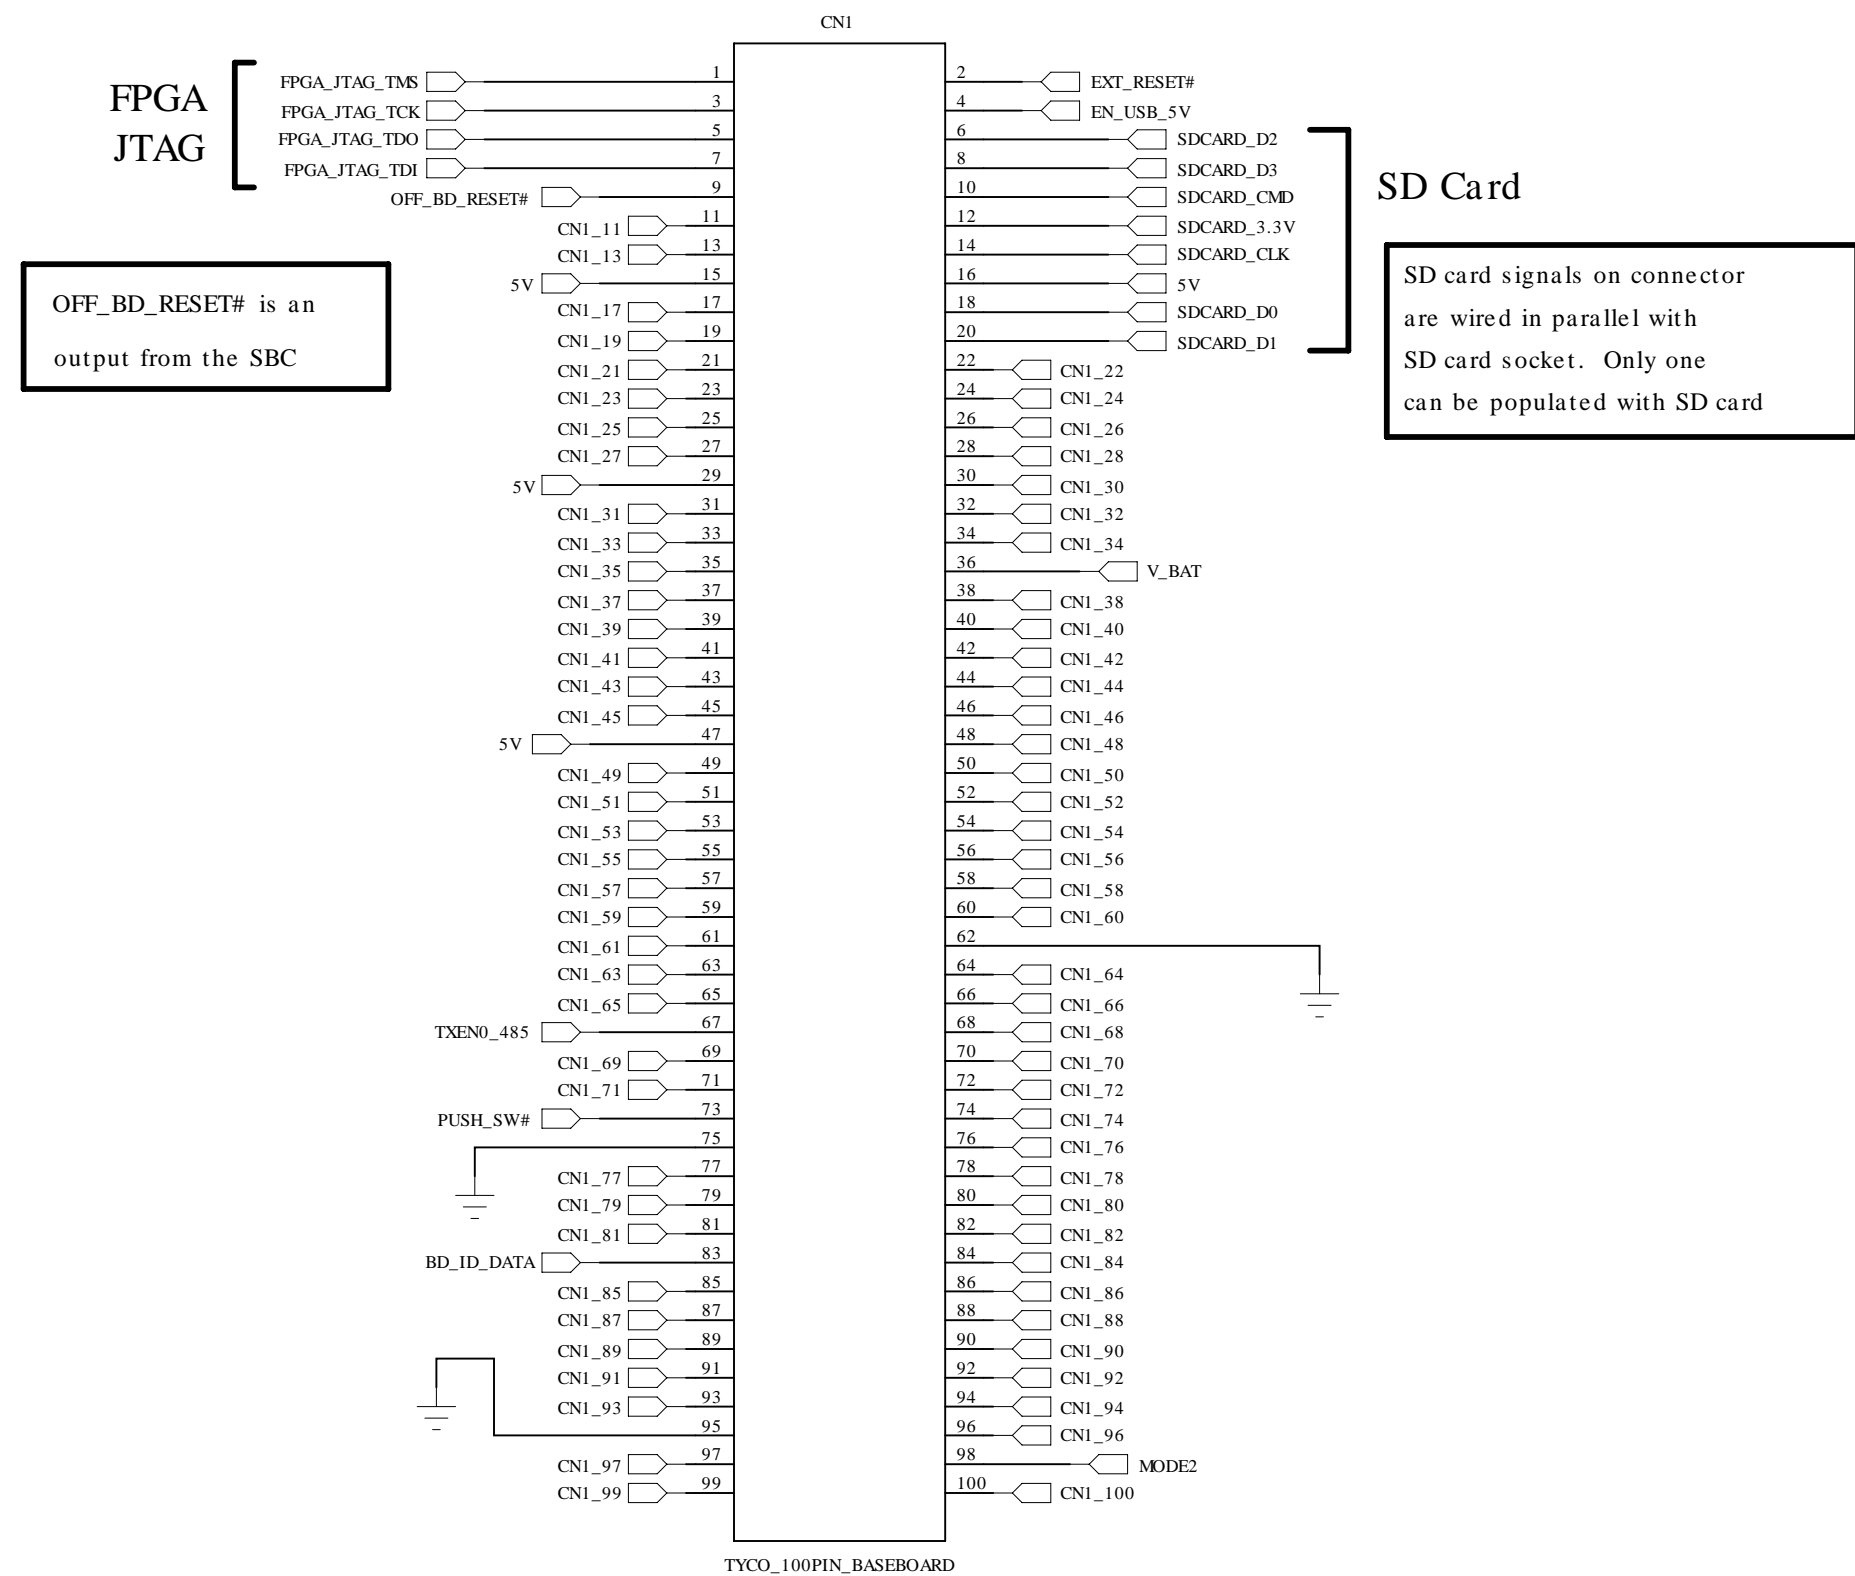 CN1
FPGA
JTAG
FPGA_JTAG_TMS 1 2 EXT_RESET#
FPGA_JTAG_TCK 3 4 EN_USB_5V
FPGA_JTAG_TDO 5 6 SDCARD_D2
FPGA_JTAG_TDI 7 8 SDCARD_D3
OFF_BD_RESET# 9 10 SDCARD_CMD
CN1_11 11 12 SDCARD_3.3V
CN1_13 13 14 SDCARD_CLK
5V 15 16 5V
CN1_17 17 18 SDCARD_D0
CN1_19 19 20 SDCARD_D1
SD Card
OFF_BD_RESET# is an
output from the SBC
SD card signals on connector
are wired in parallel with
SD card socket. Only one
can be populated with SD card
CN1_21 21 22 CN1_22
CN1_23 23 24 CN1_24
CN1_25 25 26 CN1_26
CN1_27 27 28 CN1_28
5V 29 30 CN1_30
CN1_31 31 32 CN1_32
CN1_33 33 34 CN1_34
CN1_35 35 36 V_BAT
CN1_37 37 38 CN1_38
CN1_39 39 40 CN1_40
CN1_41 41 42 CN1_42
CN1_43 43 44 CN1_44
CN1_45 45 46 CN1_46
5V 47 48 CN1_48
CN1_49 49 50 CN1_50
CN1_51 51 52 CN1_52
CN1_53 53 54 CN1_54
CN1_55 55 56 CN1_56
CN1_57 57 58 CN1_58
CN1_59 59 60 CN1_60
CN1_61 61 62
CN1_63 63 64 CN1_64
CN1_65 65 66 CN1_66
TXEN0_485 67 68 CN1_68
CN1_69 69 70 CN1_70
CN1_71 71 72 CN1_72
PUSH_SW# 73 74 CN1_74
75 76 CN1_76
CN1_77 77 78 CN1_78
CN1_79 79 80 CN1_80
CN1_81 81 82 CN1_82
BD_ID_DATA 83 84 CN1_84
CN1_85 85 86 CN1_86
CN1_87 87 88 CN1_88
CN1_89 89 90 CN1_90
CN1_91 91 92 CN1_92
CN1_93 93 94 CN1_94
95 96 CN1_96
CN1_97 97 98 MODE2
CN1_99 99 100 CN1_100
TYCO_100PIN_BASEBOARD